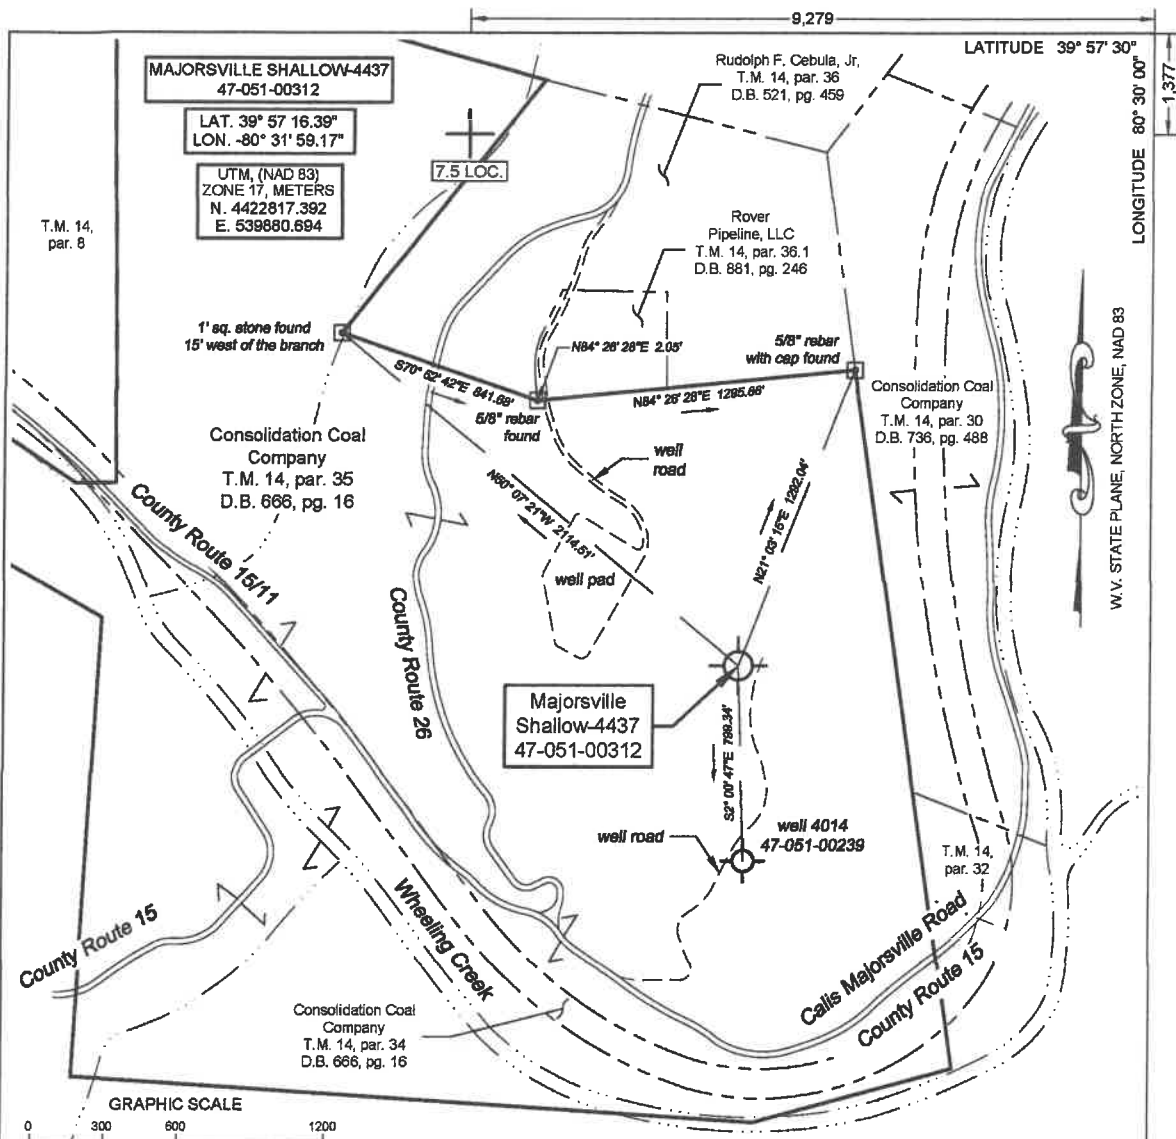 9,279
LATITUDE 39° 57' 30"
1,377
LONGITUDE 80° 30' 00"
MAJORSVILLE SHALLOW-4437
47-051-00312
LAT. 39° 57 16.39"
LON. -80° 31' 59.17"
UTM, (NAD 83)
ZONE 17, METERS
N. 4422817.392
E. 539880.694
7.5 LOC.
T.M. 14,
par. 8
Rudolph F. Cebula, Jr,
T.M. 14, par. 36
D.B. 521, pg. 459
Rover
Pipeline, LLC
T.M. 14, par. 36.1
D.B. 881, pg. 246
1' sq. stone found
15' west of the branch
N84° 26' 28"E 2.05'
5/8" rebar
with cap found
S70° 52' 42"E 841.69'
5/8" rebar
found
N84° 26' 28"E 1295.66'
Consolidation Coal
Company
T.M. 14, par. 30
D.B. 736, pg. 488
W.V. STATE PLANE, NORTH ZONE, NAD 83
Consolidation Coal
Company
T.M. 14, par. 35
D.B. 666, pg. 16
well
road
N60° 07' 21"W 2114.51'
N21° 03' 15"E 1292.04'
County Route 15/11
well pad
County Route 26
Majorsville
Shallow-4437
47-051-00312
S2° 00' 47"E 799.34'
well road
well 4014
47-051-00239
T.M. 14,
par. 32
Wheeling Creek
County Route 15
Calis Majorsville Road
County Route 15
Consolidation Coal
Company
T.M. 14, par. 34
D.B. 666, pg. 16
GRAPHIC SCALE
0 300 600 1200